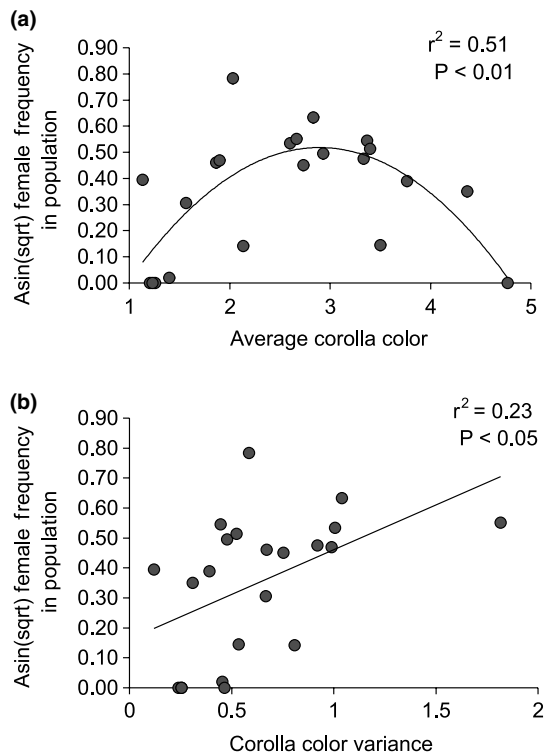 (a)
r² = 0.51
P < 0.01
Asin(sqrt) female frequency
in population
0.90
0.80
0.70
0.60
0.50
0.40
0.30
0.20
0.10
0.00
1 2 3 4 5
Average corolla color
(b)
r² = 0.23
P < 0.05
Asin(sqrt) female frequency
in population
0.90
0.80
0.70
0.60
0.50
0.40
0.30
0.20
0.10
0.00
0 0.5 1 1.5 2
Corolla color variance